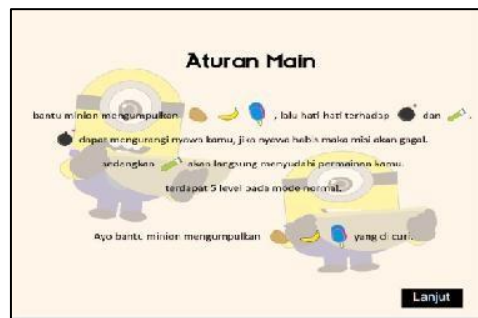 Aturan Main
bantu minion mengumpulkan , lalu hati hati terhadap dan .
dapat mengurangi nyawa kamu, jika nyawa habis maka misi akan gagal.
sedangkan akan langsung menyudahi permainan kamu.
terdapat 5 level pada mode normal.
Ayo bantu minion mengumpulkan yang di curi.
Lanjut